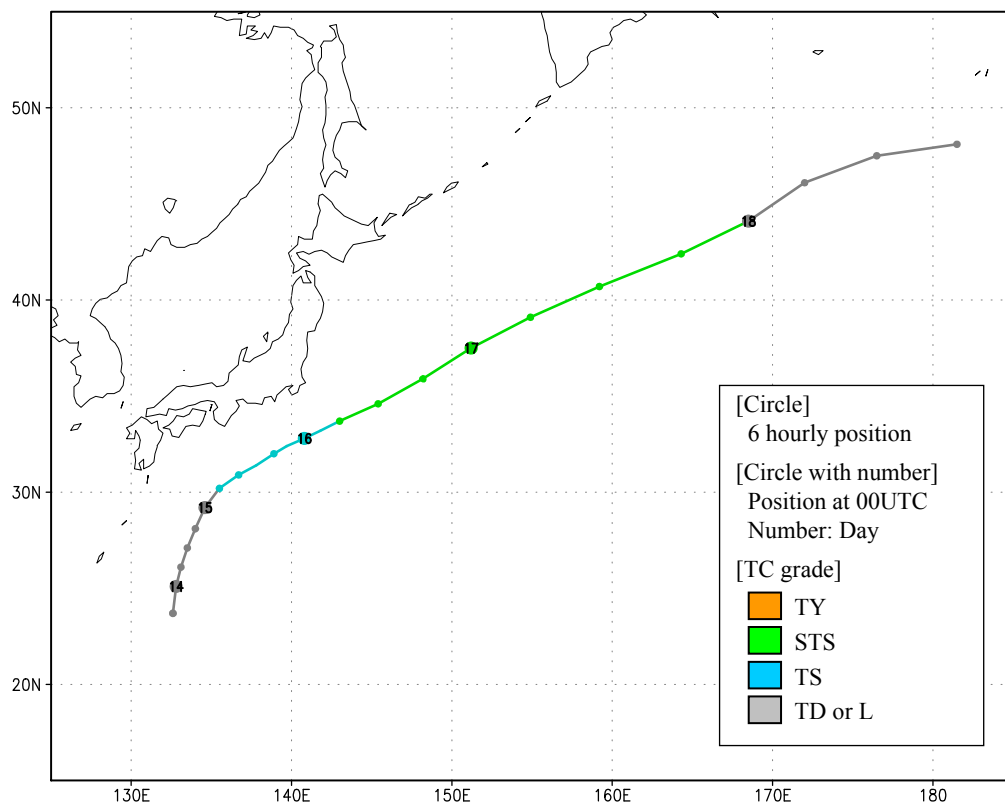 50N
40N
30N
20N
130E
140E
150E
160E
170E
180
14
15
16
17
18
[Circle]
6 hourly position
[Circle with number]
Position at 00UTC
Number: Day
[TC grade]
TY
STS
TS
TD or L